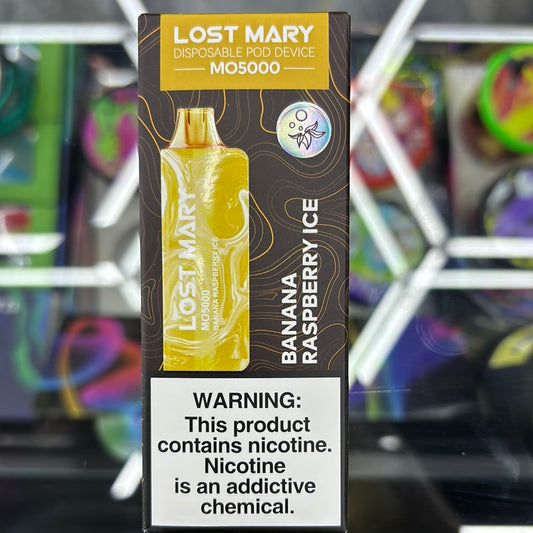 LOST MARY
DISPOSABLE POD DEVICE
MO5000
LOST MARY
MO5000
BANANA RASPBERRY ICE
BANANA
RASPBERRY ICE
WARNING:
This product
contains nicotine.
Nicotine
is an addictive
chemical.